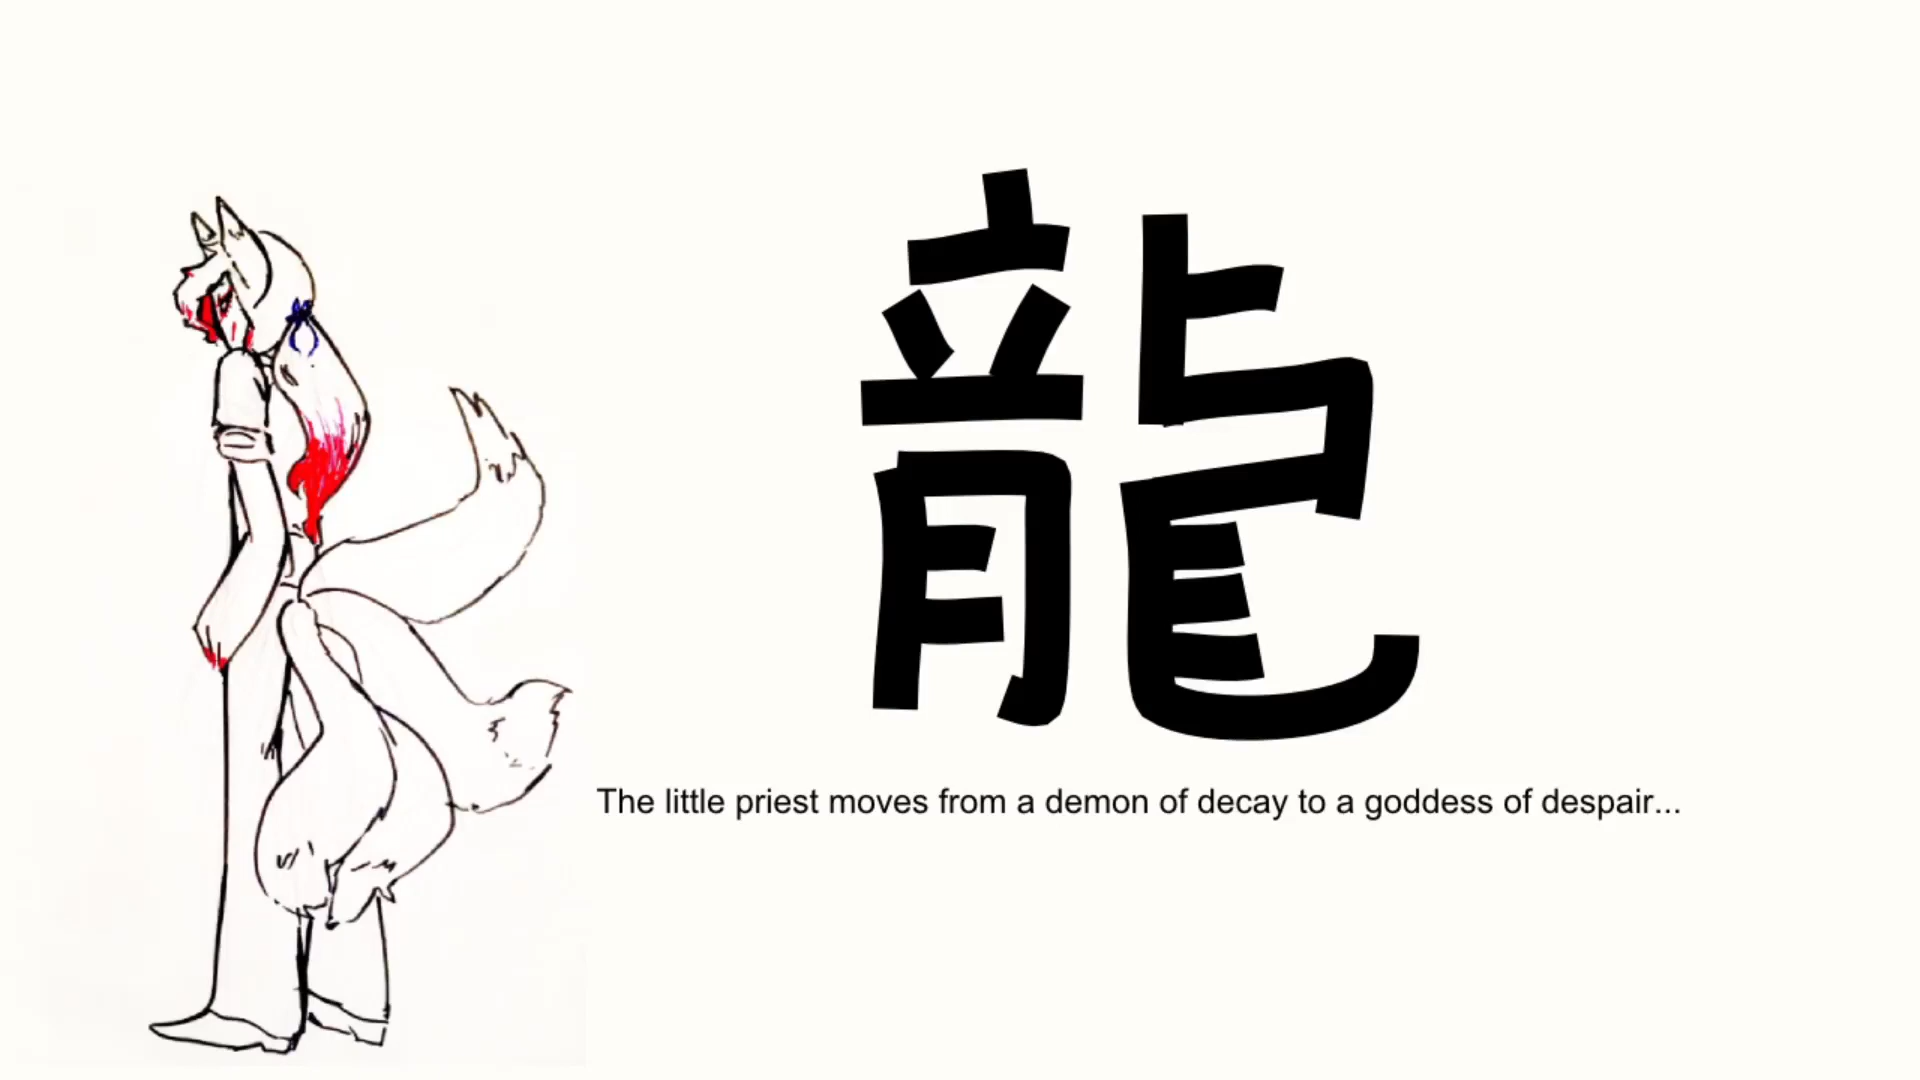 龍
The little priest moves from a demon of decay to a goddess of despair...